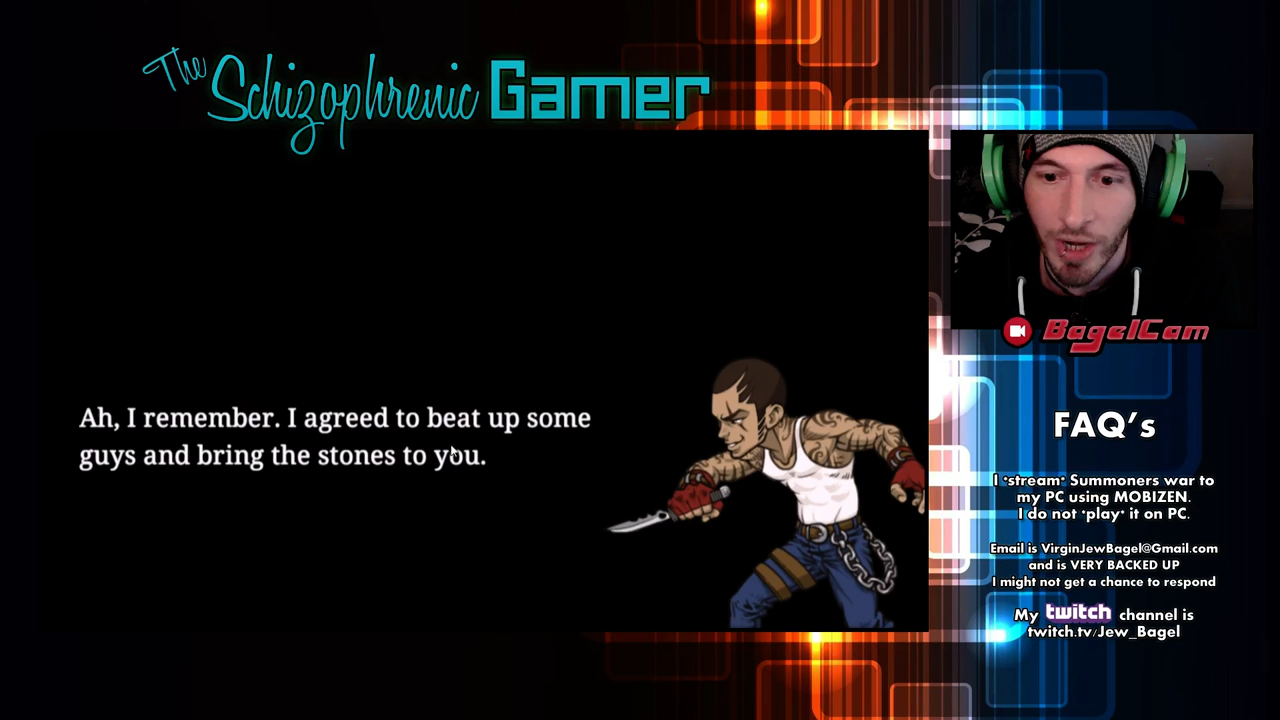 The Schizophrenic Gamer
Ah, I remember. I agreed to beat up some
guys and bring the stones to you.
BagelCam
FAQ's
I *stream* Summoners war to
my PC using MOBIZEN.
I do not *play* it on PC.
Email is VirginJewBagel@Gmail.com
and is VERY BACKED UP
I might not get a chance to respond
My twitch channel is
twitch.tv/Jew_Bagel